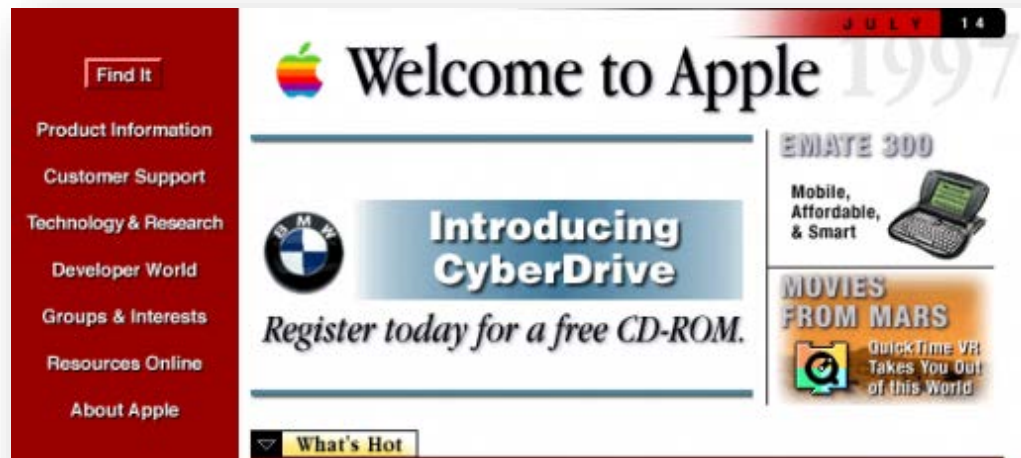 JULY 14
1997
Find It
Product Information
Customer Support
Technology & Research
Developer World
Groups & Interests
Resources Online
About Apple
Welcome to Apple
BMW
Introducing
CyberDrive
Register today for a free CD-ROM.
EMATE 300
Mobile,
Affordable,
& Smart
MOVIES
FROM MARS
QuickTime VR
Takes You Out
of this World
What's Hot